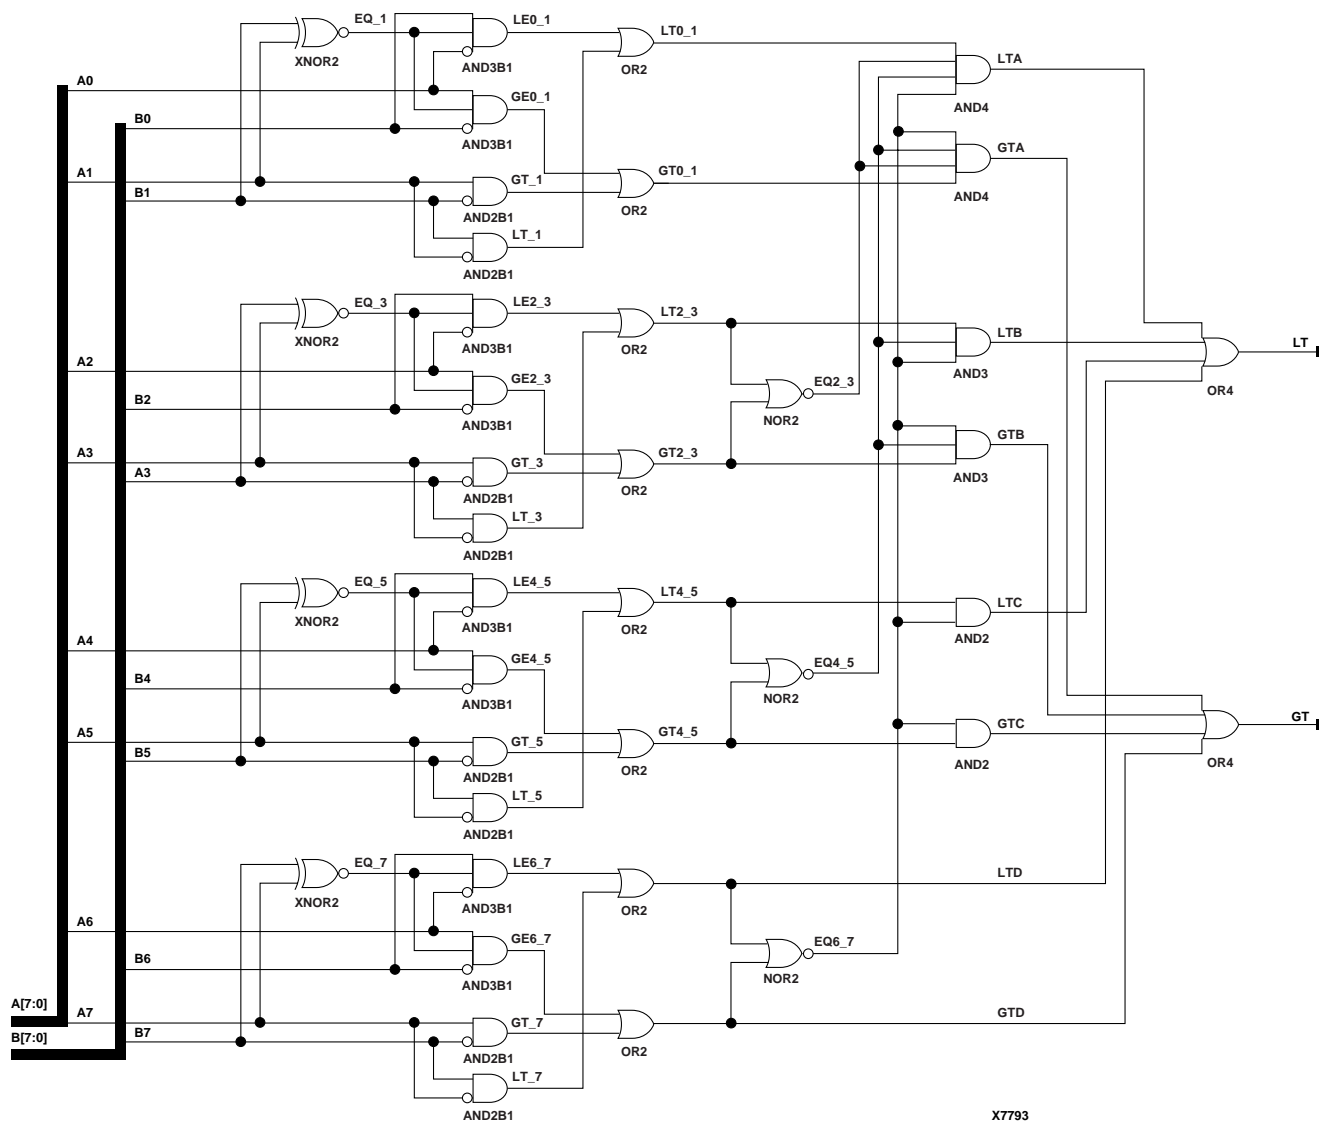 EQ_1
LE0_1
LT0_1
XNOR2
AND3B1
OR2
LTA
A0
GE0_1
AND4
B0
AND3B1
GTA
A1
GT_1
GT0_1
B1
AND2B1
OR2
AND4
LT_1
AND2B1
EQ_3
LE2_3
LT2_3
XNOR2
AND3B1
OR2
LTB
LT
A2
GE2_3
EQ2_3
AND3
OR4
B2
AND3B1
NOR2
GTB
A3
GT_3
GT2_3
A3
AND2B1
OR2
AND3
LT_3
AND2B1
EQ_5
LE4_5
LT4_5
LTC
XNOR2
AND3B1
OR2
AND2
A4
GE4_5
EQ4_5
B4
AND3B1
NOR2
GT
A5
GT_5
GT4_5
GTC
B5
AND2B1
OR2
AND2
OR4
LT_5
AND2B1
EQ_7
LE6_7
LTD
XNOR2
AND3B1
OR2
A6
GE6_7
EQ6_7
B6
AND3B1
NOR2
A[7:0]
A7
GT_7
GTD
B[7:0]
B7
AND2B1
OR2
LT_7
AND2B1
X7793